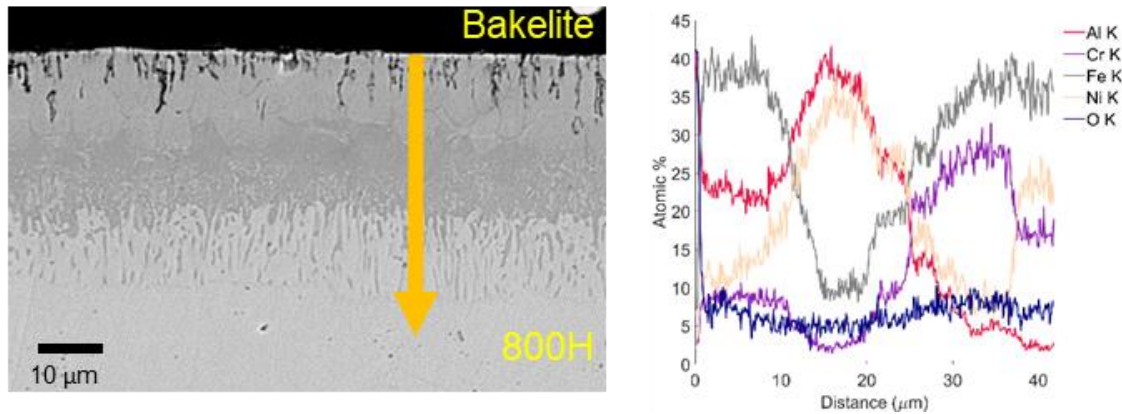 Bakelite
800H
10 μm
45
40
35
30
25
20
15
10
5
0
Atomic %
0 10 20 30 40
Distance (μm)
Al K
Cr K
Fe K
Ni K
O K